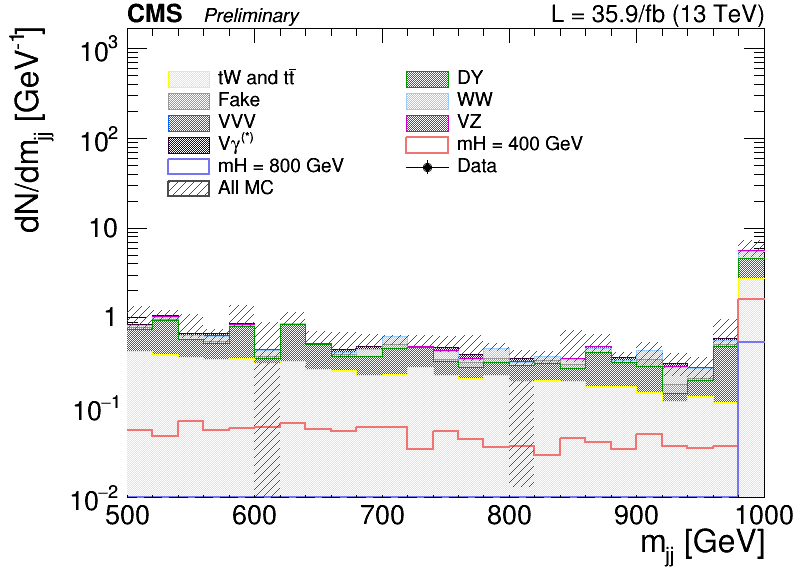 CMS Preliminary L = 35.9/fb (13 TeV)
dN/dm_jj [GeV⁻¹]
10³
10²
10
1
10⁻¹
10⁻²
tW and tt̄
Fake
VVV
Vγ⁽*⁾
mH = 800 GeV
All MC
DY
WW
VZ
mH = 400 GeV
Data
500 600 700 800 900 1000
m_jj [GeV]